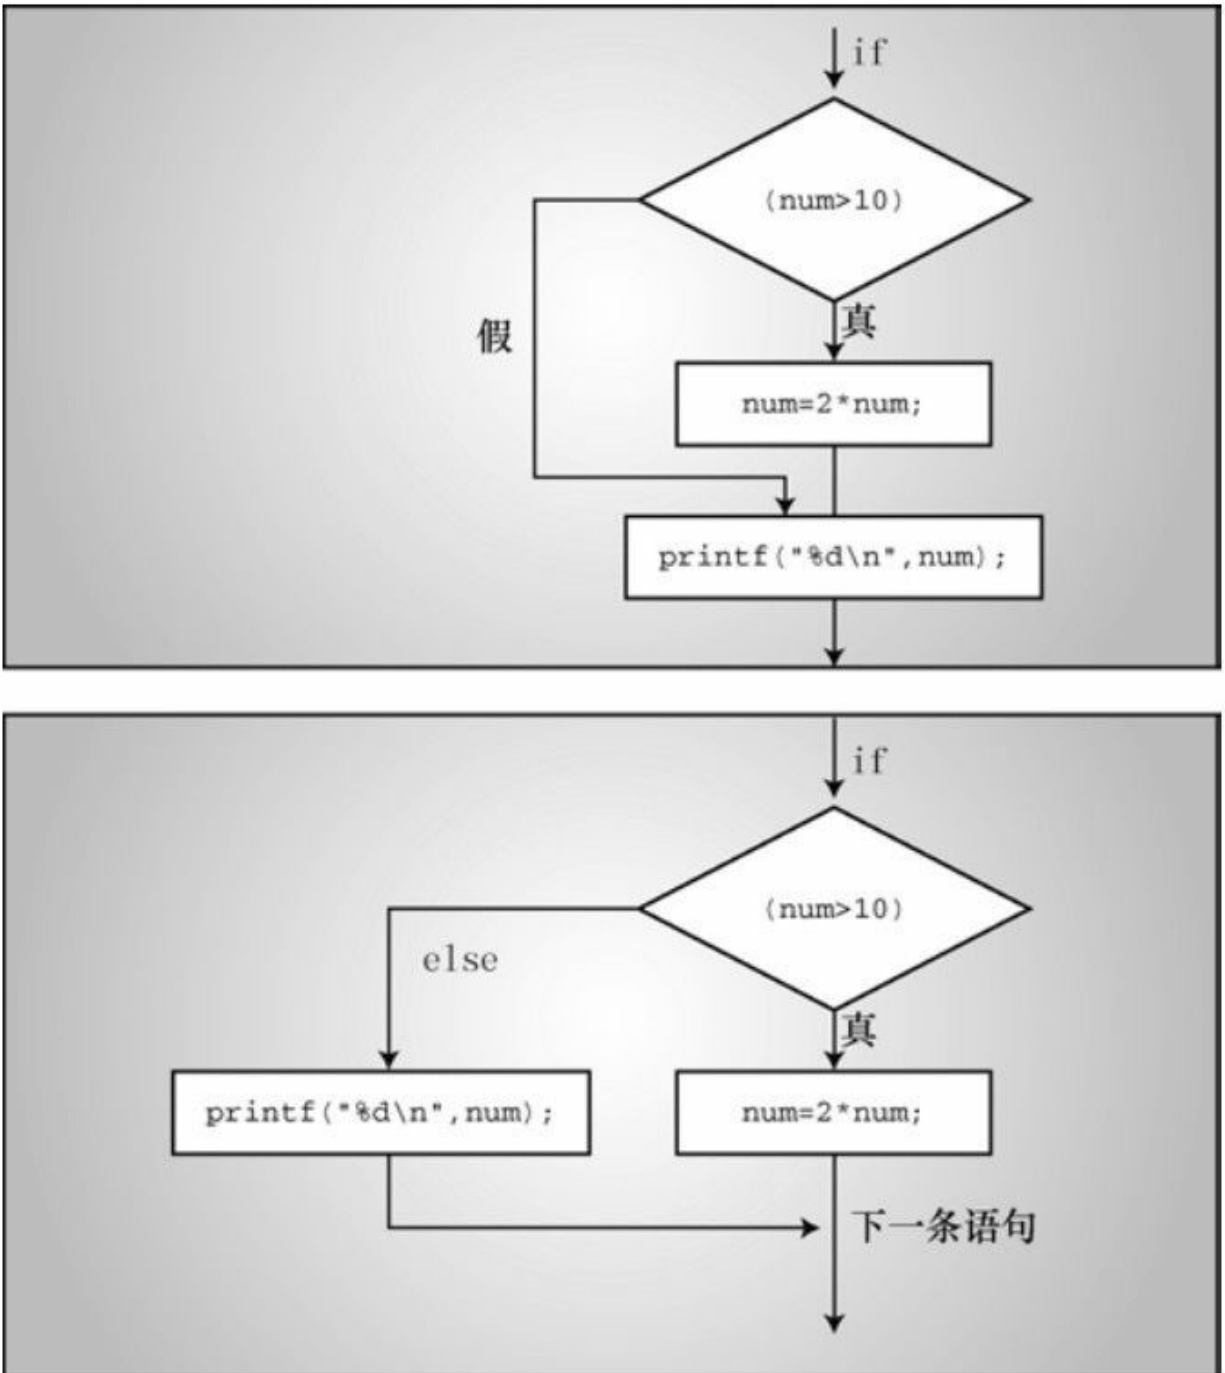 if
(num>10)
真
假
num=2*num;
printf("%d\n",num);
if
(num>10)
else
真
printf("%d\n",num);
num=2*num;
下一条语句